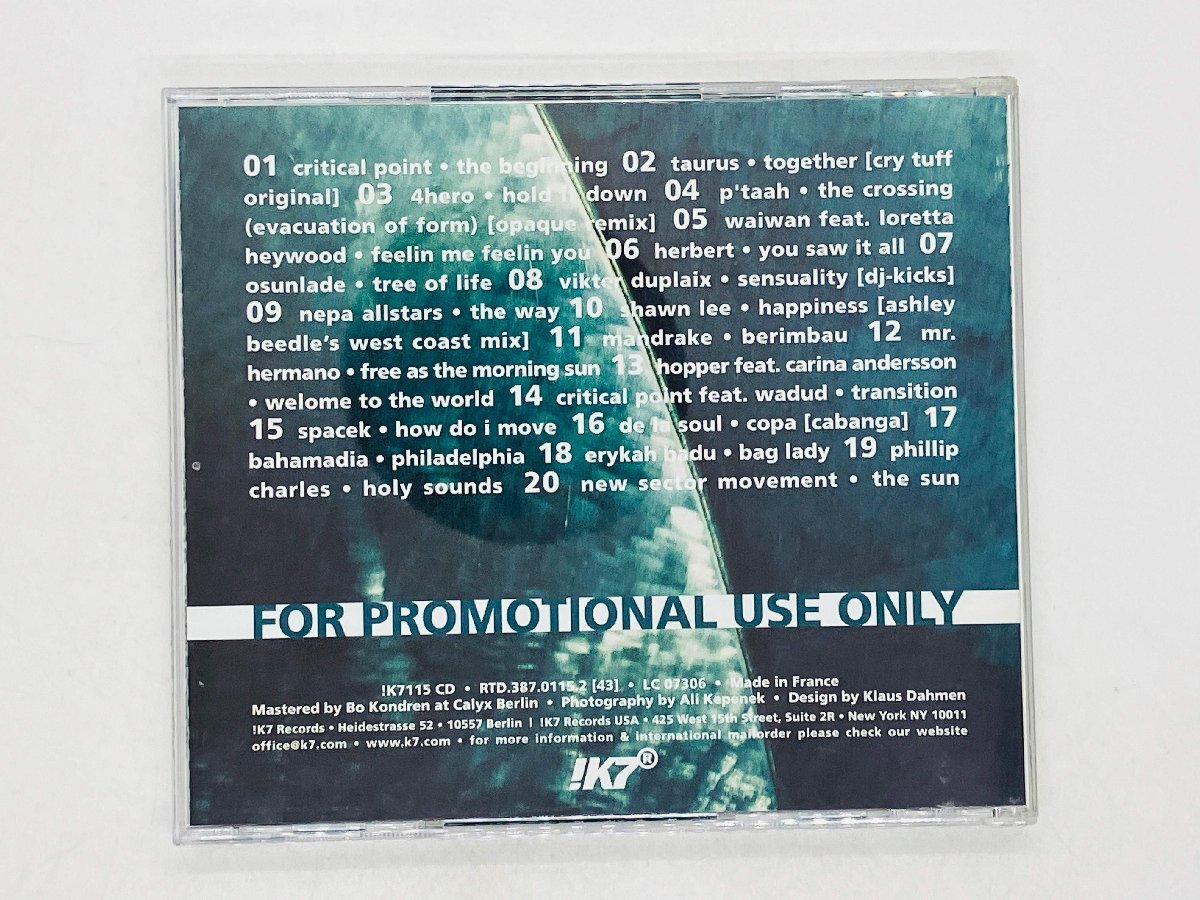 01 critical point • the beginning 02 taurus • together [cry tuff
original] 03 4hero • hold it down 04 p'taah • the crossing
(evacuation of form) [opaque remix] 05 waiwan feat. loretta
heywood • feelin me feelin you 06 herbert • you saw it all 07
osunlade • tree of life 08 vikter duplaix • sensuality [dj-kicks]
09 nepa allstars • the way 10 shawn lee • happiness [ashley
beedle's west coast mix] 11 mandrake • berimbau 12 mr.
hermano • free as the morning sun 13 hopper feat. carina andersson
• welome to the world 14 critical point feat. wadud • transition
15 spacek • how do i move 16 de la soul • copa [cabanga] 17
bahamadia • philadelphia 18 erykah badu • bag lady 19 phillip
charles • holy sounds 20 new sector movement • the sun
FOR PROMOTIONAL USE ONLY
!K7115 CD • RTD.387.0115.2 [43] • LC 07306 • Made in France
Mastered by Bo Kondren at Calyx Berlin • Photography by Ali Kepenek • Design by Klaus Dahmen
!K7 Records • Heidestrasse 52 • 10557 Berlin | !K7 Records USA • 425 West 15th Street, Suite 2R • New York NY 10011
office@k7.com • www.k7.com • for more information & international mailorder please check our website
!K7®